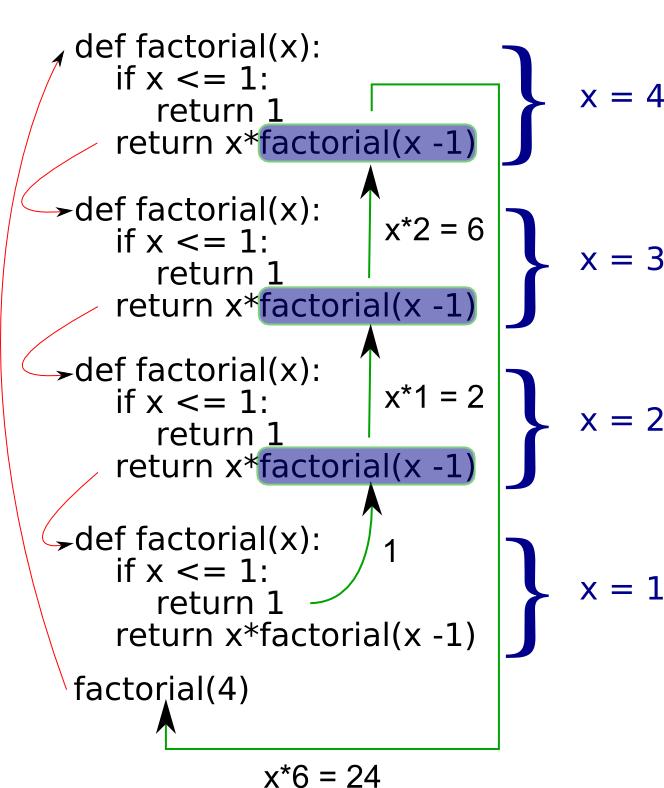 def factorial(x):
if x <= 1:
return 1
return x*factorial(x -1)
x = 4
x*2 = 6
def factorial(x):
if x <= 1:
return 1
return x*factorial(x -1)
x = 3
x*1 = 2
def factorial(x):
if x <= 1:
return 1
return x*factorial(x -1)
x = 2
1
def factorial(x):
if x <= 1:
return 1
return x*factorial(x -1)
x = 1
factorial(4)
x*6 = 24